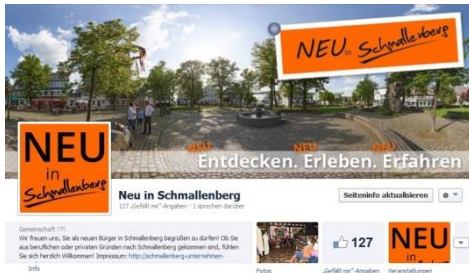 NEU in Schmallenberg
NEU
NEU
NEU
Entdecken. Erleben. Erfahren
NEU
in
Schmallenberg
Neu in Schmallenberg
127 „Gefällt mir“-Angaben · 1 sprechen darüber
Seiteninfo aktualisieren
Gemeinschaft [?]
Wir freuen uns, Sie als neuen Bürger in Schmallenberg begrüßen zu dürfen! Ob Sie
aus beruflichen oder privaten Gründen nach Schmallenberg gekommen sind, fühlen
Sie sich herzlich Willkommen! Impressum: http://schmallenberg-unternehmen-
Info
Fotos
127
„Gefällt mir“-Angaben
NEU
in
Schmallenberg
Veranstaltungen